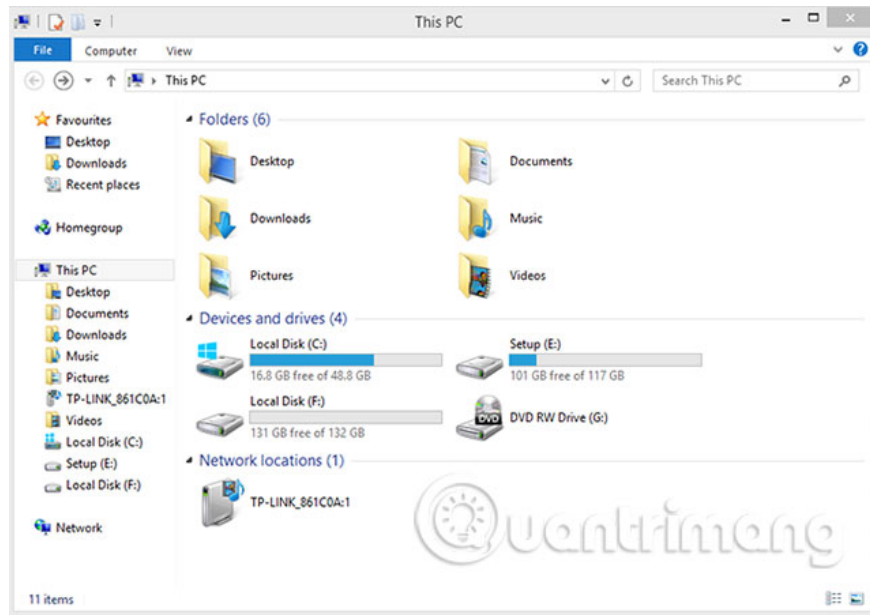 This PC
File Computer View
This PC
Search This PC
Favourites
Desktop
Downloads
Recent places
Homegroup
This PC
Desktop
Documents
Downloads
Music
Pictures
TP-LINK_861C0A:1
Videos
Local Disk (C:)
Setup (E:)
Local Disk (F:)
Network
Folders (6)
Desktop
Documents
Downloads
Music
Pictures
Videos
Devices and drives (4)
Local Disk (C:)
16.8 GB free of 48.8 GB
Setup (E:)
101 GB free of 117 GB
Local Disk (F:)
131 GB free of 132 GB
DVD
DVD RW Drive (G:)
Network locations (1)
TP-LINK_861C0A:1
Quantrimang
11 items